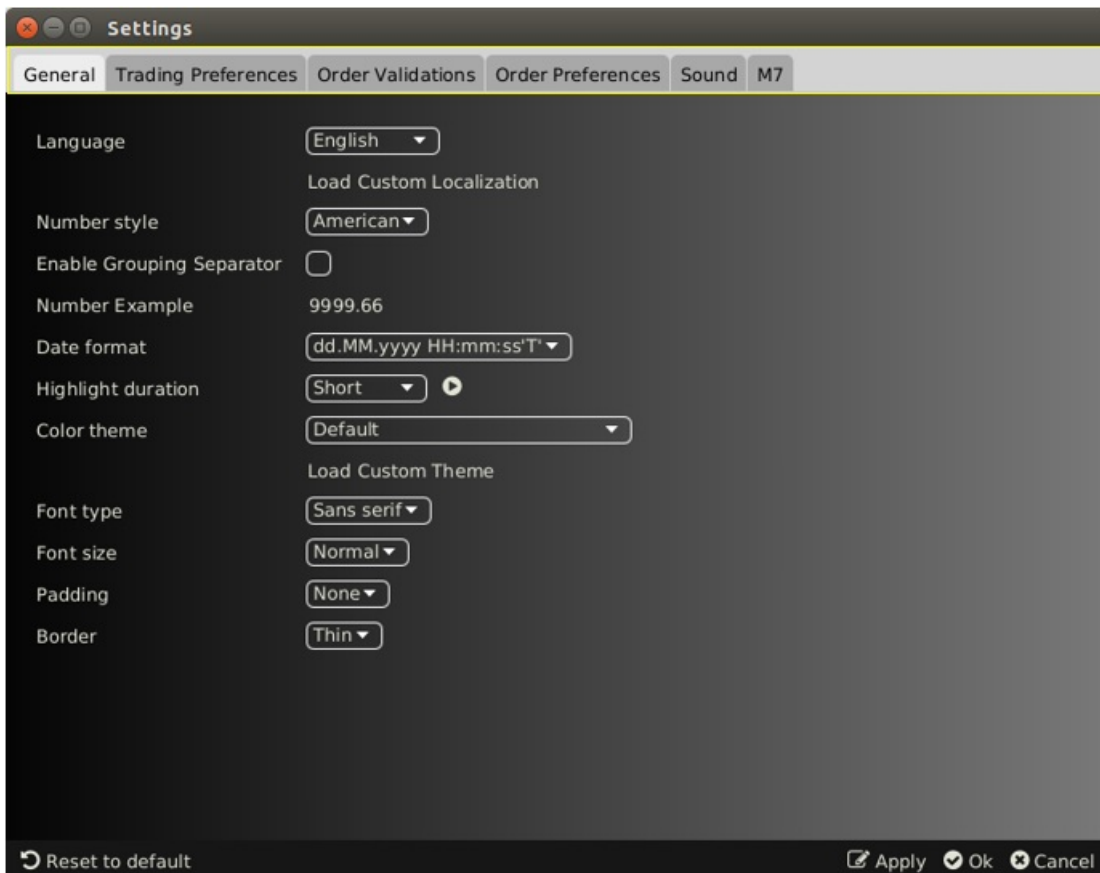 Settings
General Trading Preferences Order Validations Order Preferences Sound M7
Language English
Load Custom Localization
Number style American
Enable Grouping Separator
Number Example 9999.66
Date format dd.MM.yyyy HH:mm:ss'T'
Highlight duration Short
Color theme Default
Load Custom Theme
Font type Sans serif
Font size Normal
Padding None
Border Thin
Reset to default Apply Ok Cancel